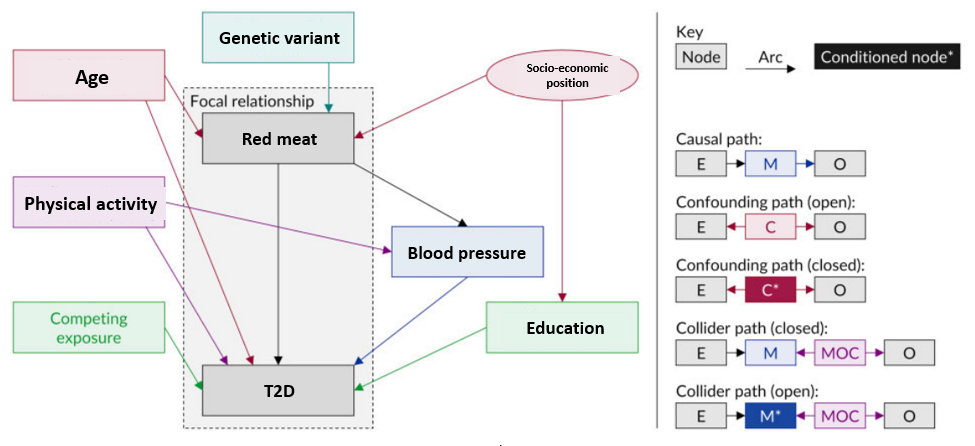 Genetic variant
Age
Socio-economic
position
Focal relationship
Red meat
Physical activity
Blood pressure
Competing
exposure
Education
T2D
Key
Node
Arc
Conditioned node*
Causal path:
E
M
O
Confounding path (open):
E
C
O
Confounding path (closed):
E
C*
O
Collider path (closed):
E
M
MOC
O
Collider path (open):
E
M*
MOC
O